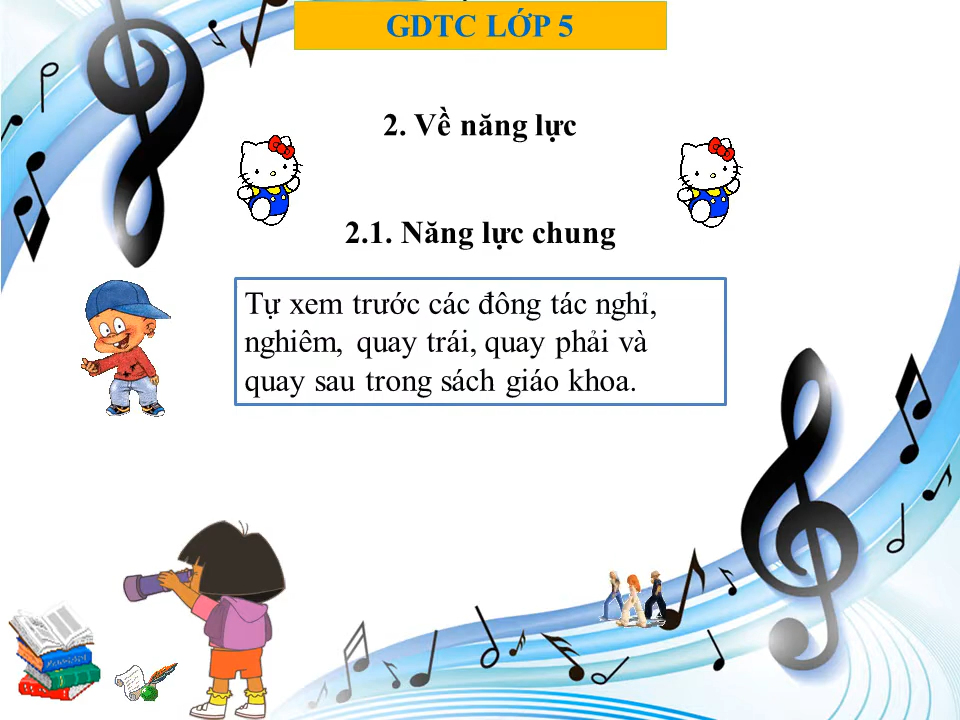 GDTC LỚP 5
2. Về năng lực
2.1. Năng lực chung
Tự xem trước các đông tác nghỉ,
nghiêm, quay trái, quay phải và
quay sau trong sách giáo khoa.